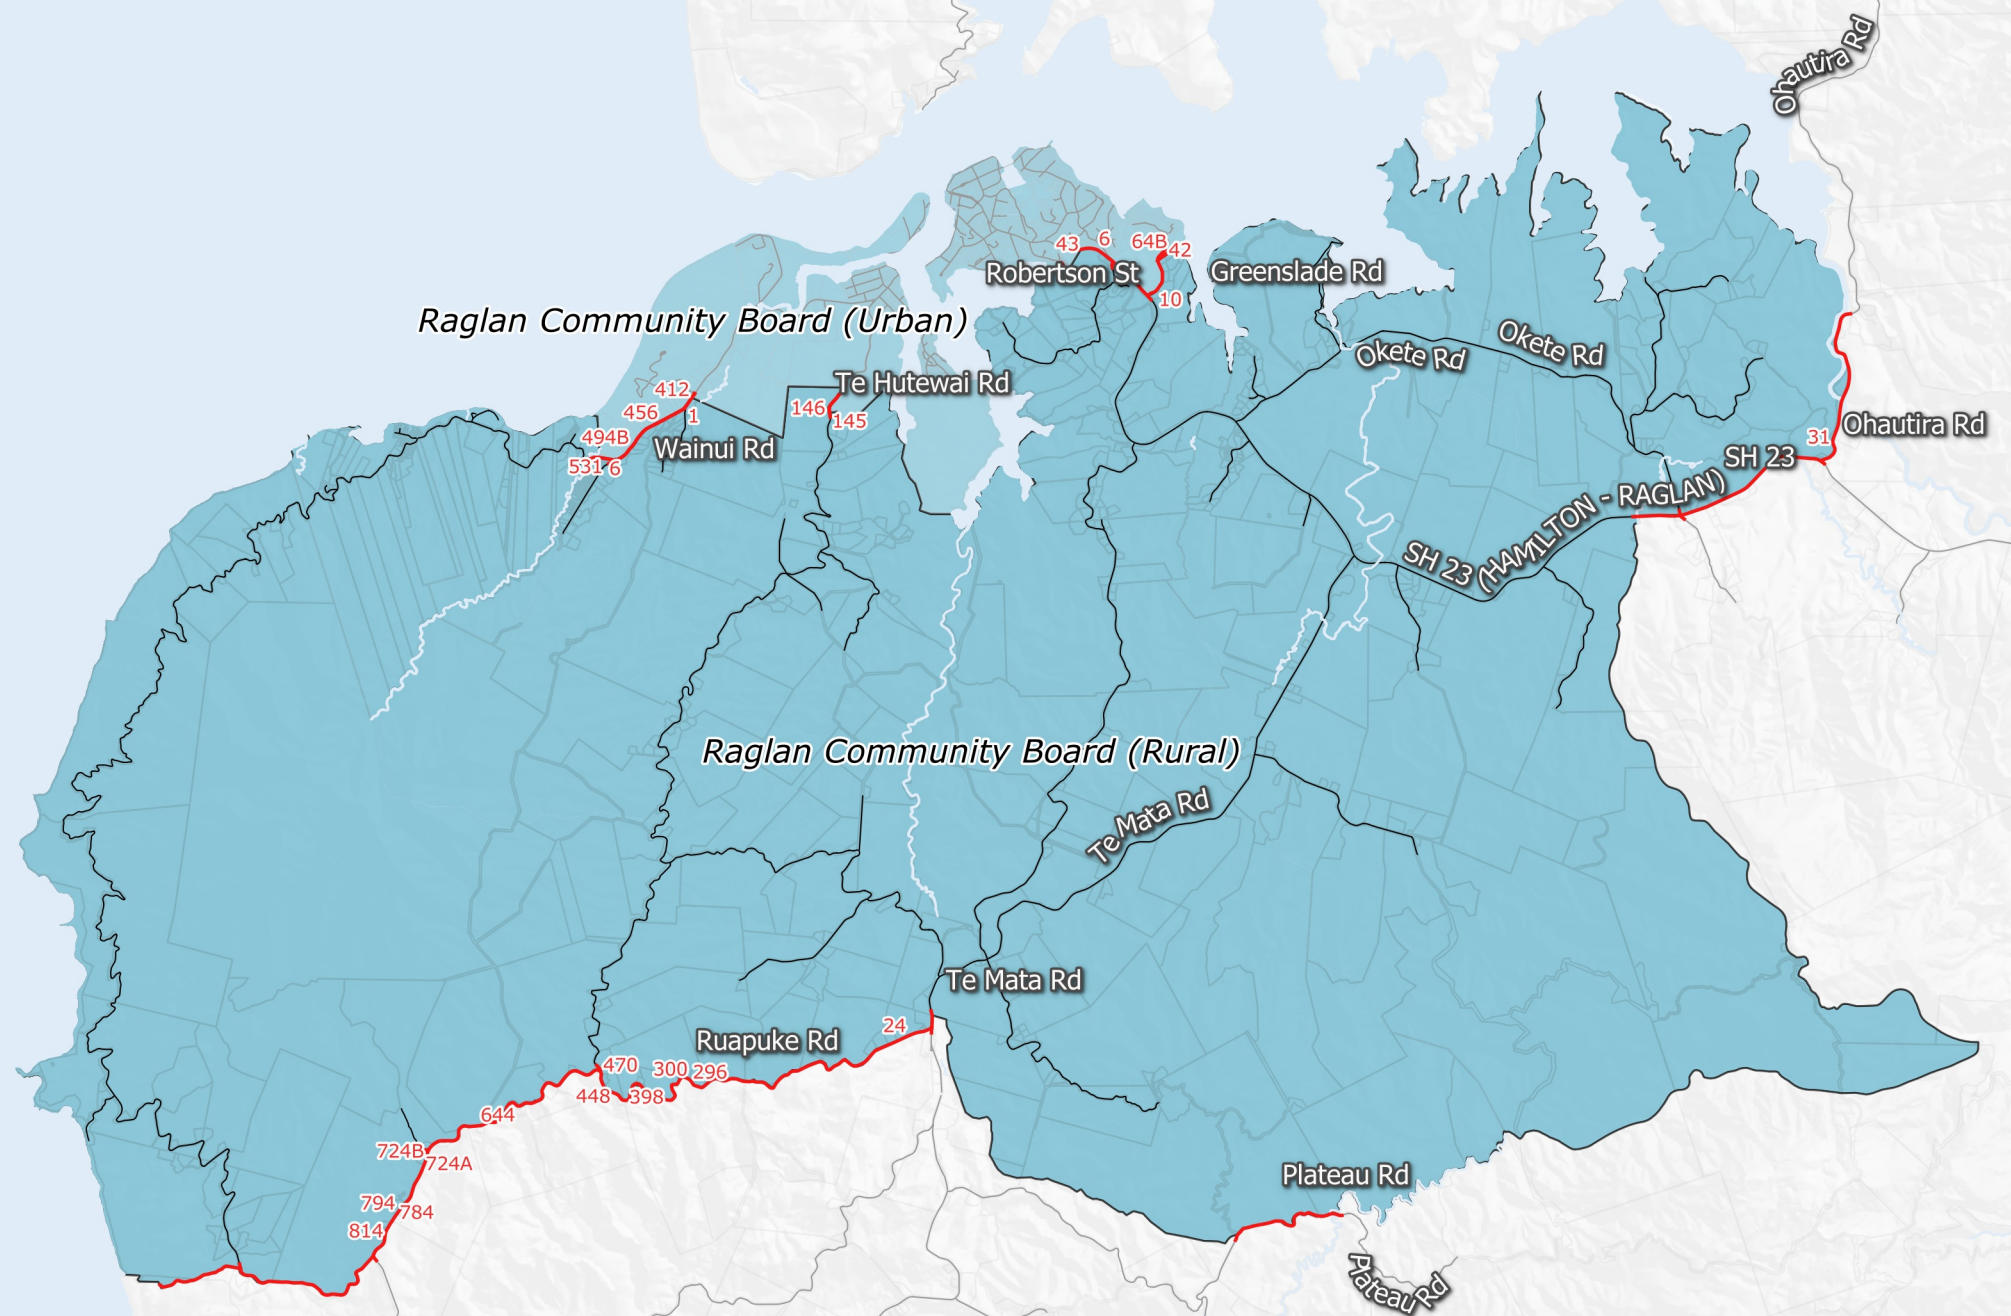 Ohautira Rd
43
6
64B
42
Robertson St
Greenslade Rd
10
Raglan Community Board (Urban)
Okete Rd
Okete Rd
412
Te Hutewai Rd
456
1
146
145
494B
Wainui Rd
531
6
31
Ohautira Rd
SH 23
SH 23 (HAMILTON - RAGLAN)
Raglan Community Board (Rural)
Te Mata Rd
Te Mata Rd
24
Ruapuke Rd
470
300
296
448
398
644
724B
724A
794
784
814
Plateau Rd
Plateau Rd